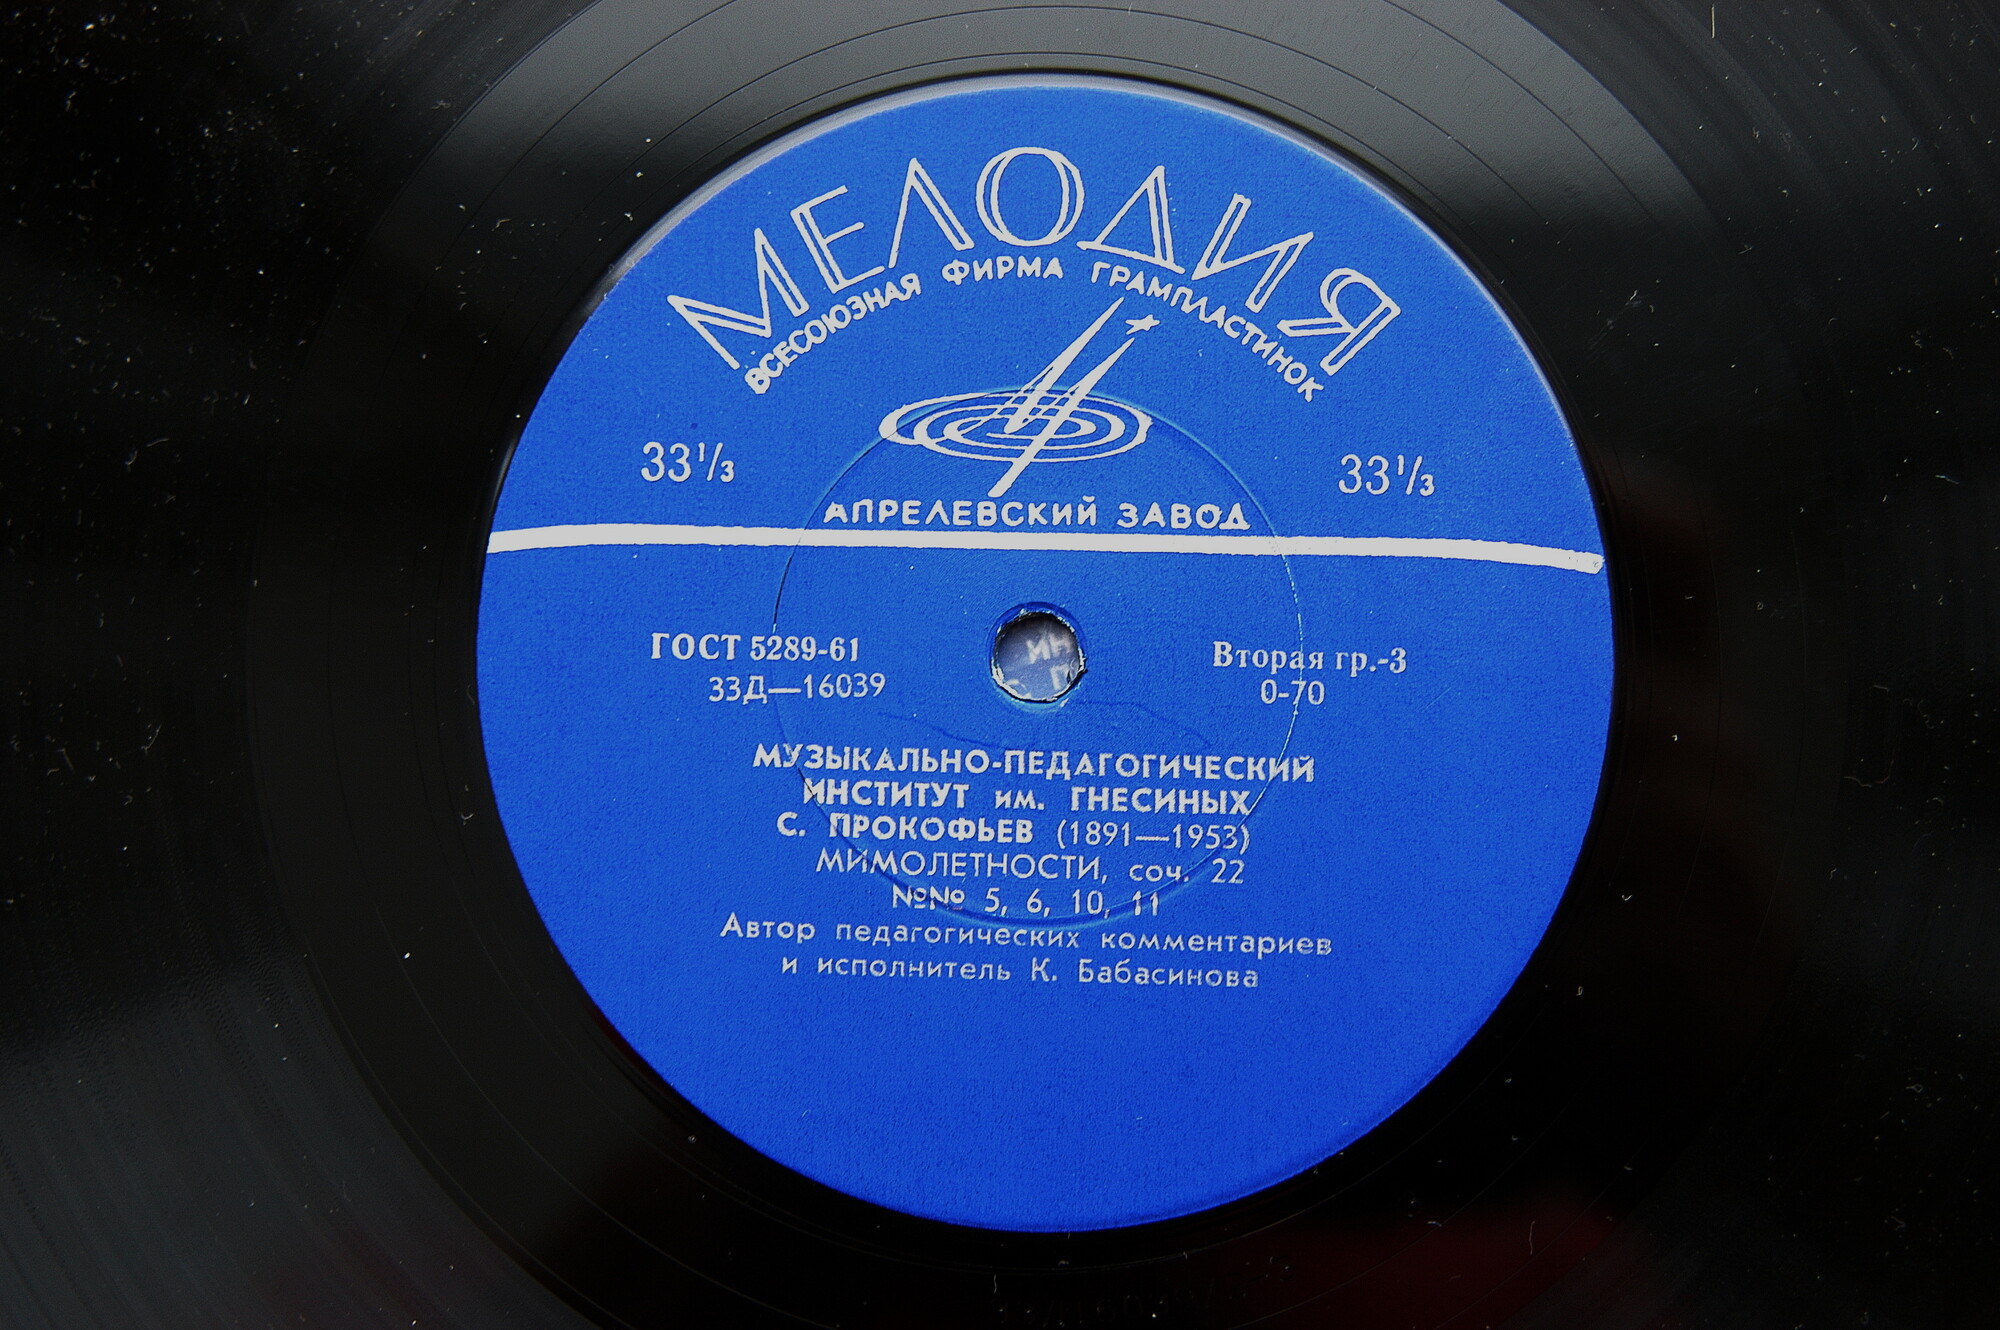 МЕЛОДИЯ
ВСЕСОЮЗНАЯ ФИРМА ГРАМПЛАСТИНОК
33⅓ 33⅓
АПРЕЛЕВСКИЙ ЗАВОД
ГОСТ 5289-61 Вторая гр.-3
33Д—16039 0-70
МУЗЫКАЛЬНО-ПЕДАГОГИЧЕСКИЙ
ИНСТИТУТ им. ГНЕСИНЫХ
С. ПРОКОФЬЕВ (1891—1953)
МИМОЛЕТНОСТИ, соч. 22
№№ 5, 6, 10, 11
Автор педагогических комментариев
и исполнитель К. Бабасинова